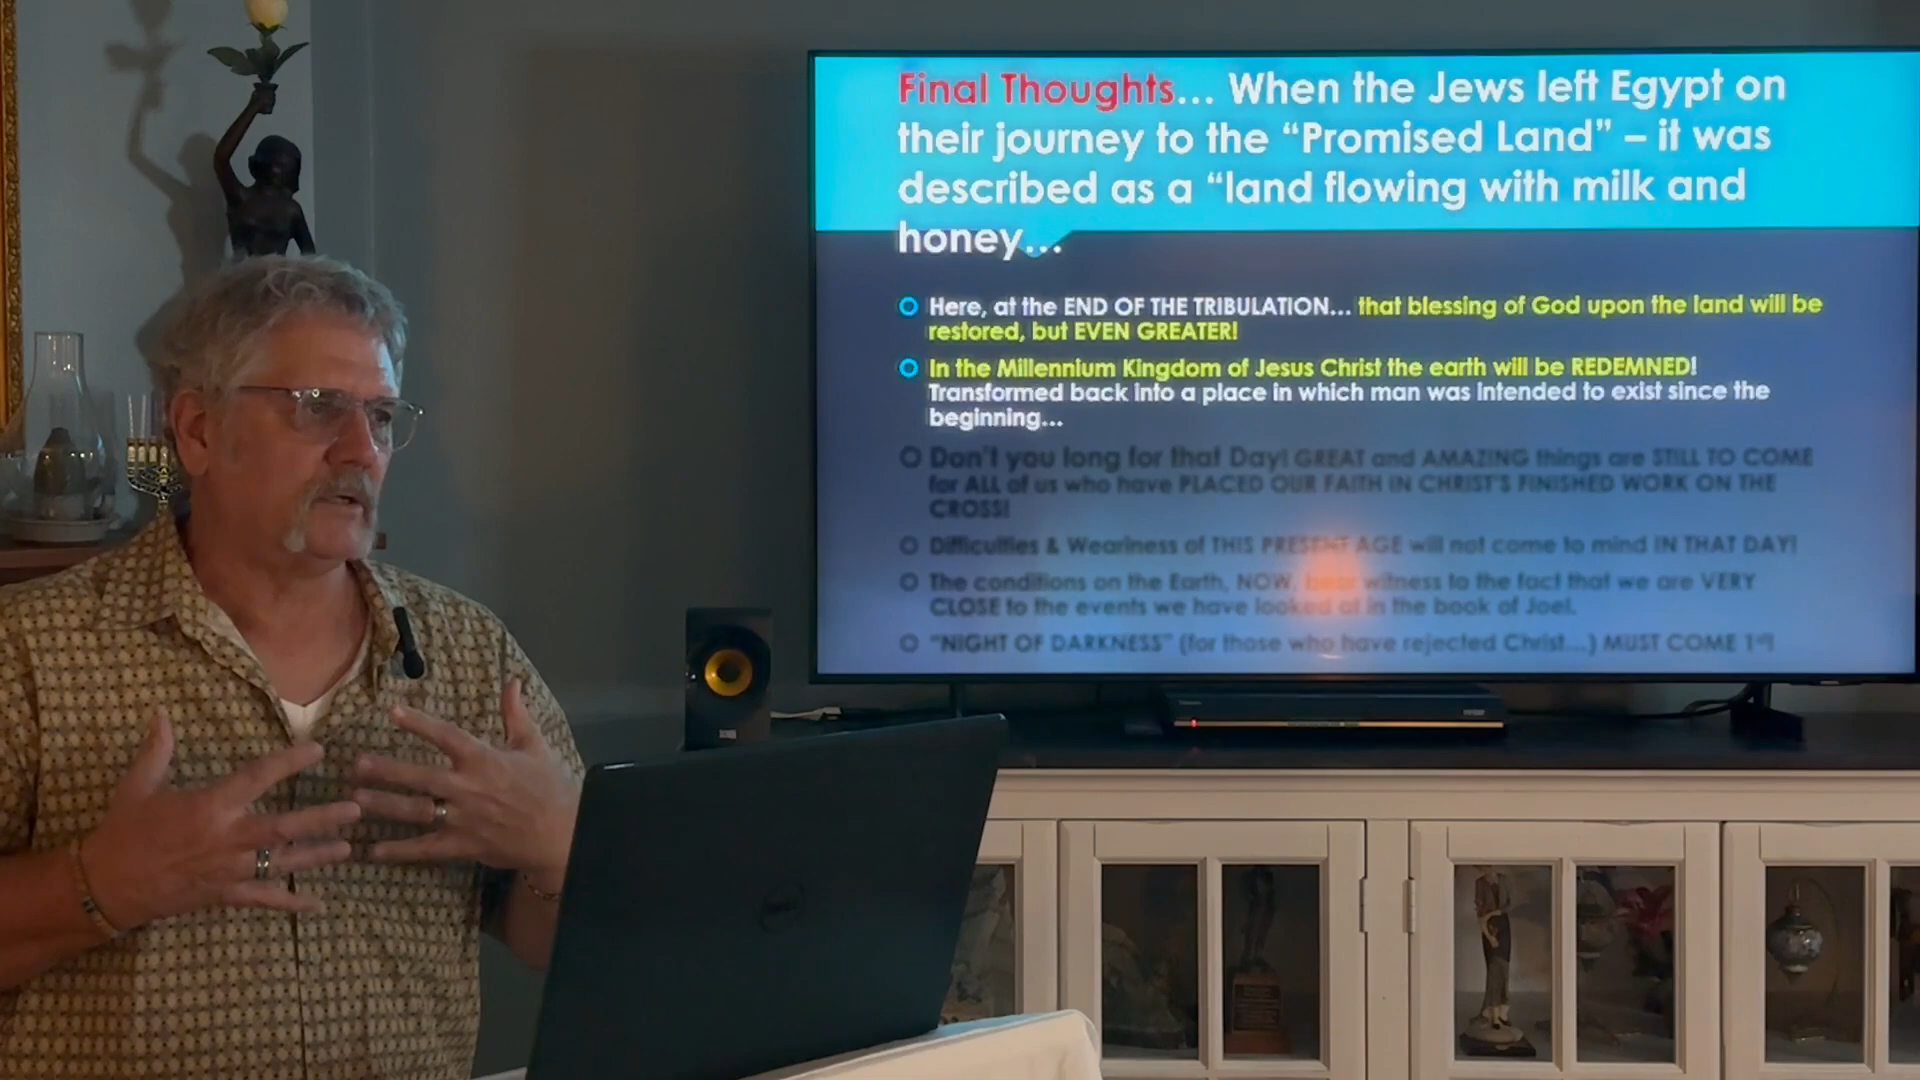 Final Thoughts... When the Jews left Egypt on
their journey to the “Promised Land” – it was
described as a “land flowing with milk and
honey...
Here, at the END OF THE TRIBULATION... that blessing of God upon the land will be
restored, but EVEN GREATER!
In the Millennium Kingdom of Jesus Christ the earth will be REDEMNED!
Transformed back into a place in which man was intended to exist since the
beginning...
Don't you long for that Day! GREAT and AMAZING things are STILL TO COME
for ALL of us who have PLACED OUR FAITH IN CHRIST'S FINISHED WORK ON THE
CROSS!
Difficulties & Weariness of THIS PRESENT AGE will not come to mind IN THAT DAY!
The conditions on the Earth, NOW, bear witness to the fact that we are VERY
CLOSE to the events we have looked at in the book of Joel.
“NIGHT OF DARKNESS” (for those who have rejected Christ...) MUST COME 1st!
DELL